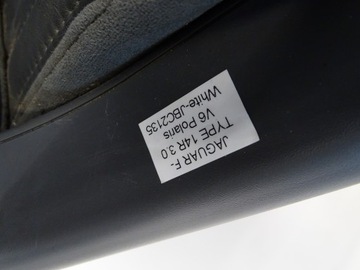 JAGUAR F-
TYPE 14R 3.0
V6 Polaris
White-JBC2135